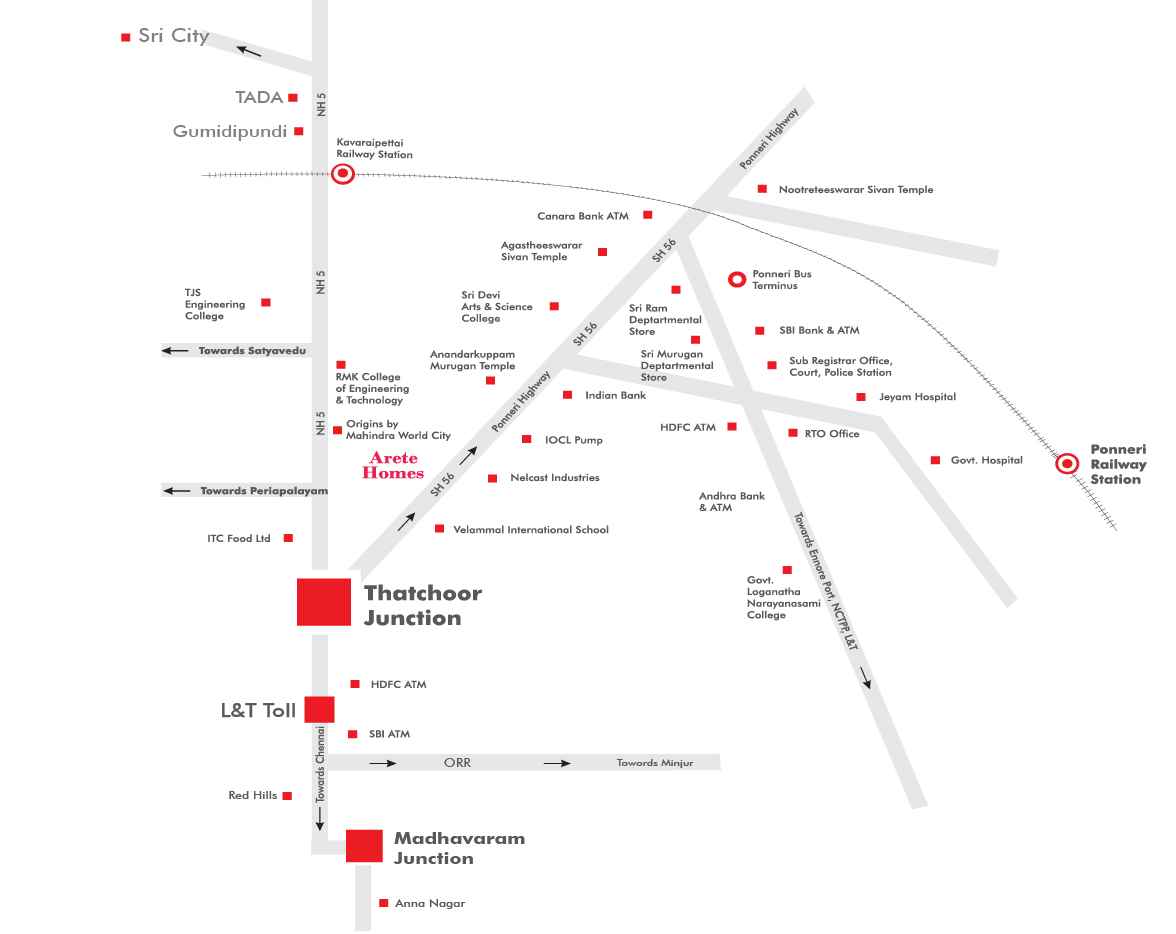 Sri City
TADA
NH 5
Gumidipundi
Kavaraipettai
Railway Station
Ponneri Highway
Nootreteeswarar Sivan Temple
Canara Bank ATM
Agastheeswarar
Sivan Temple
SH 56
Ponneri Bus
Terminus
NH 5
TJS
Engineering
College
Sri Devi
Arts & Science
College
Sri Ram
Deptartmental
Store
SH 56
SBI Bank & ATM
Towards Satyavedu
Anandarkuppam
Murugan Temple
Sri Murugan
Deptartmental
Store
Sub Registrar Office,
Court, Police Station
RMK College
of Engineering
& Technology
Ponneri Highway
Indian Bank
Jeyam Hospital
NH 5
Origins by
Mahindra World City
IOCL Pump
HDFC ATM
RTO Office
Arete
Homes
SH 56
Nelcast Industries
Govt. Hospital
Ponneri
Railway
Station
Towards Periapalayam
Andhra Bank
& ATM
ITC Food Ltd
Velammal International School
Towards Ennore Port, NCTPP, L&T
Govt.
Loganatha
Narayanasami
College
Thatchoor
Junction
HDFC ATM
L&T Toll
SBI ATM
Towards Chennai
ORR
Towards Minjur
Red Hills
Madhavaram
Junction
Anna Nagar